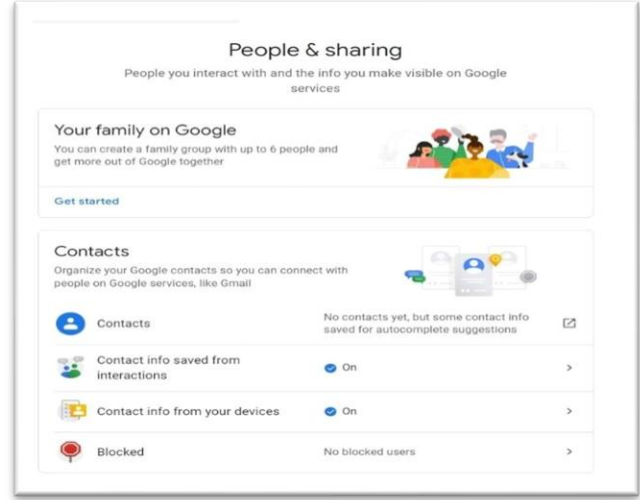 People & sharing
People you interact with and the info you make visible on Google
services
Your family on Google
You can create a family group with up to 6 people and
get more out of Google together
Get started
Contacts
Organize your Google contacts so you can connect with
people on Google services, like Gmail
Contacts
No contacts yet, but some contact info
saved for autocomplete suggestions
Contact info saved from
interactions
On
Contact info from your devices
On
Blocked
No blocked users